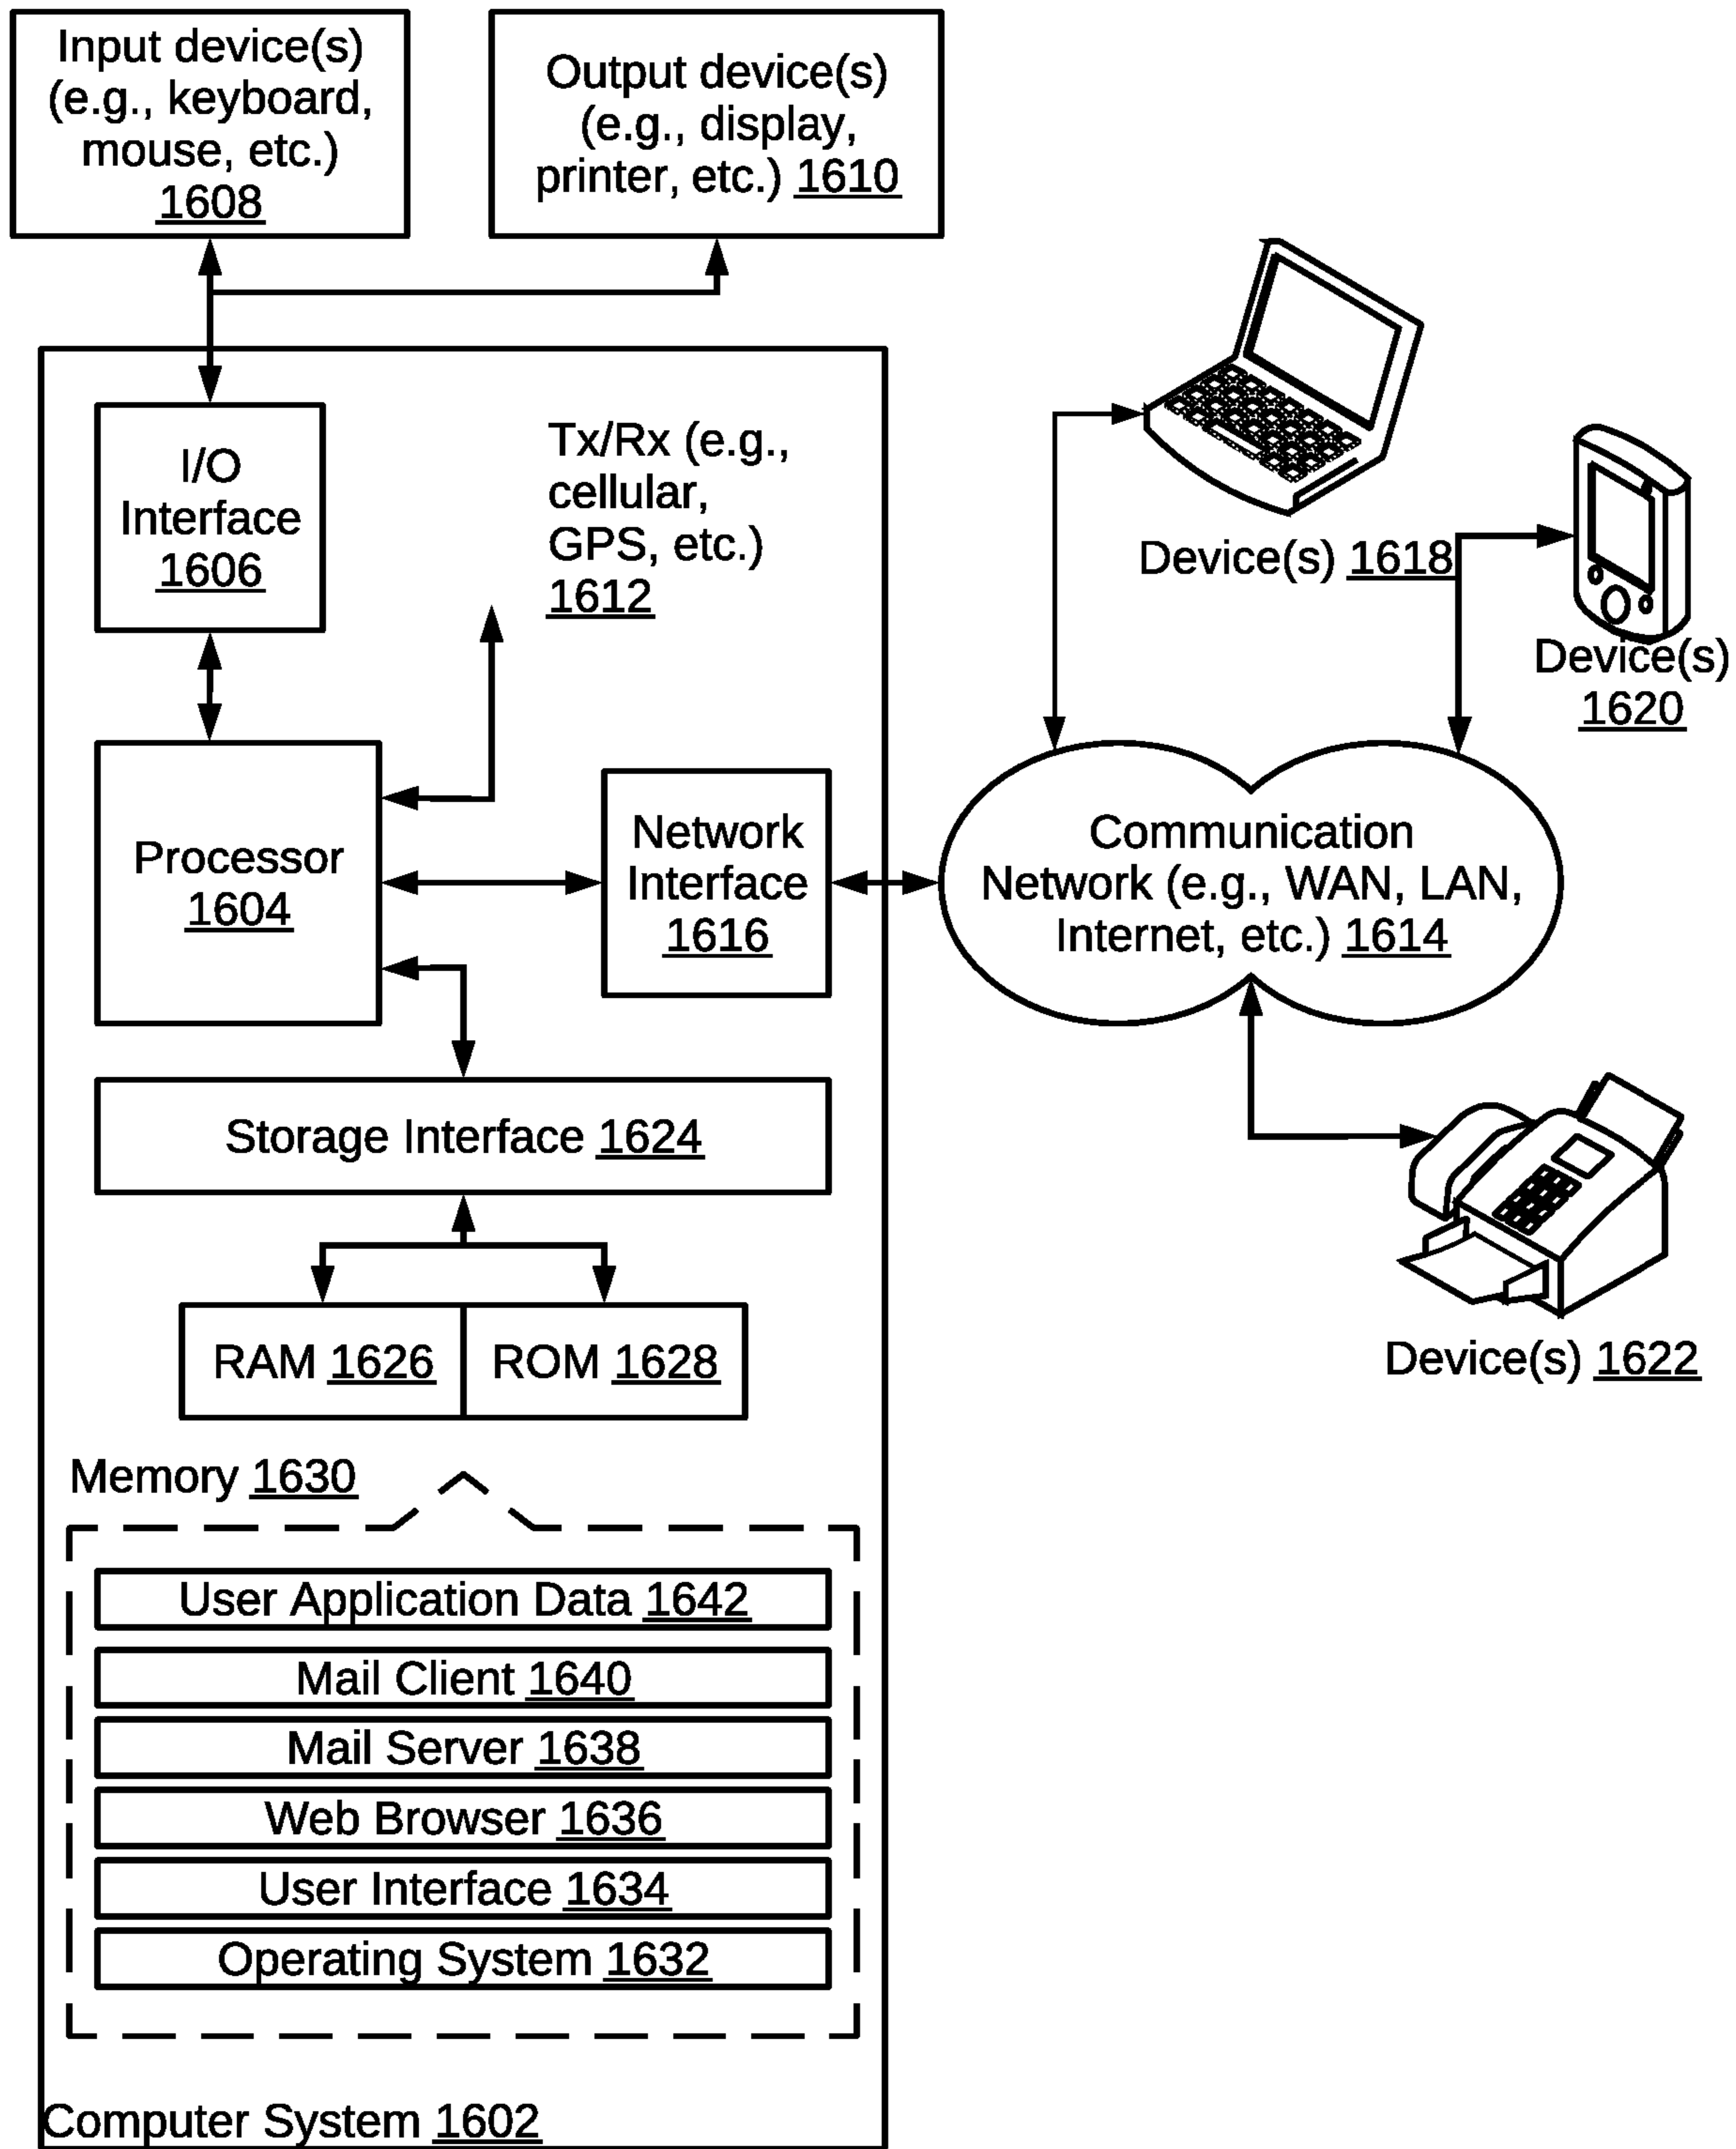 Input device(s)
(e.g., keyboard,
mouse, etc.)
1608
Output device(s)
(e.g., display,
printer, etc.) 1610
I/O
Interface
1606
Tx/Rx (e.g.,
cellular,
GPS, etc.)
1612
Device(s) 1618
Device(s)
1620
Processor
1604
Network
Interface
1616
Communication
Network (e.g., WAN, LAN,
Internet, etc.) 1614
Storage Interface 1624
RAM 1626
ROM 1628
Device(s) 1622
Memory 1630
User Application Data 1642
Mail Client 1640
Mail Server 1638
Web Browser 1636
User Interface 1634
Operating System 1632
Computer System 1602